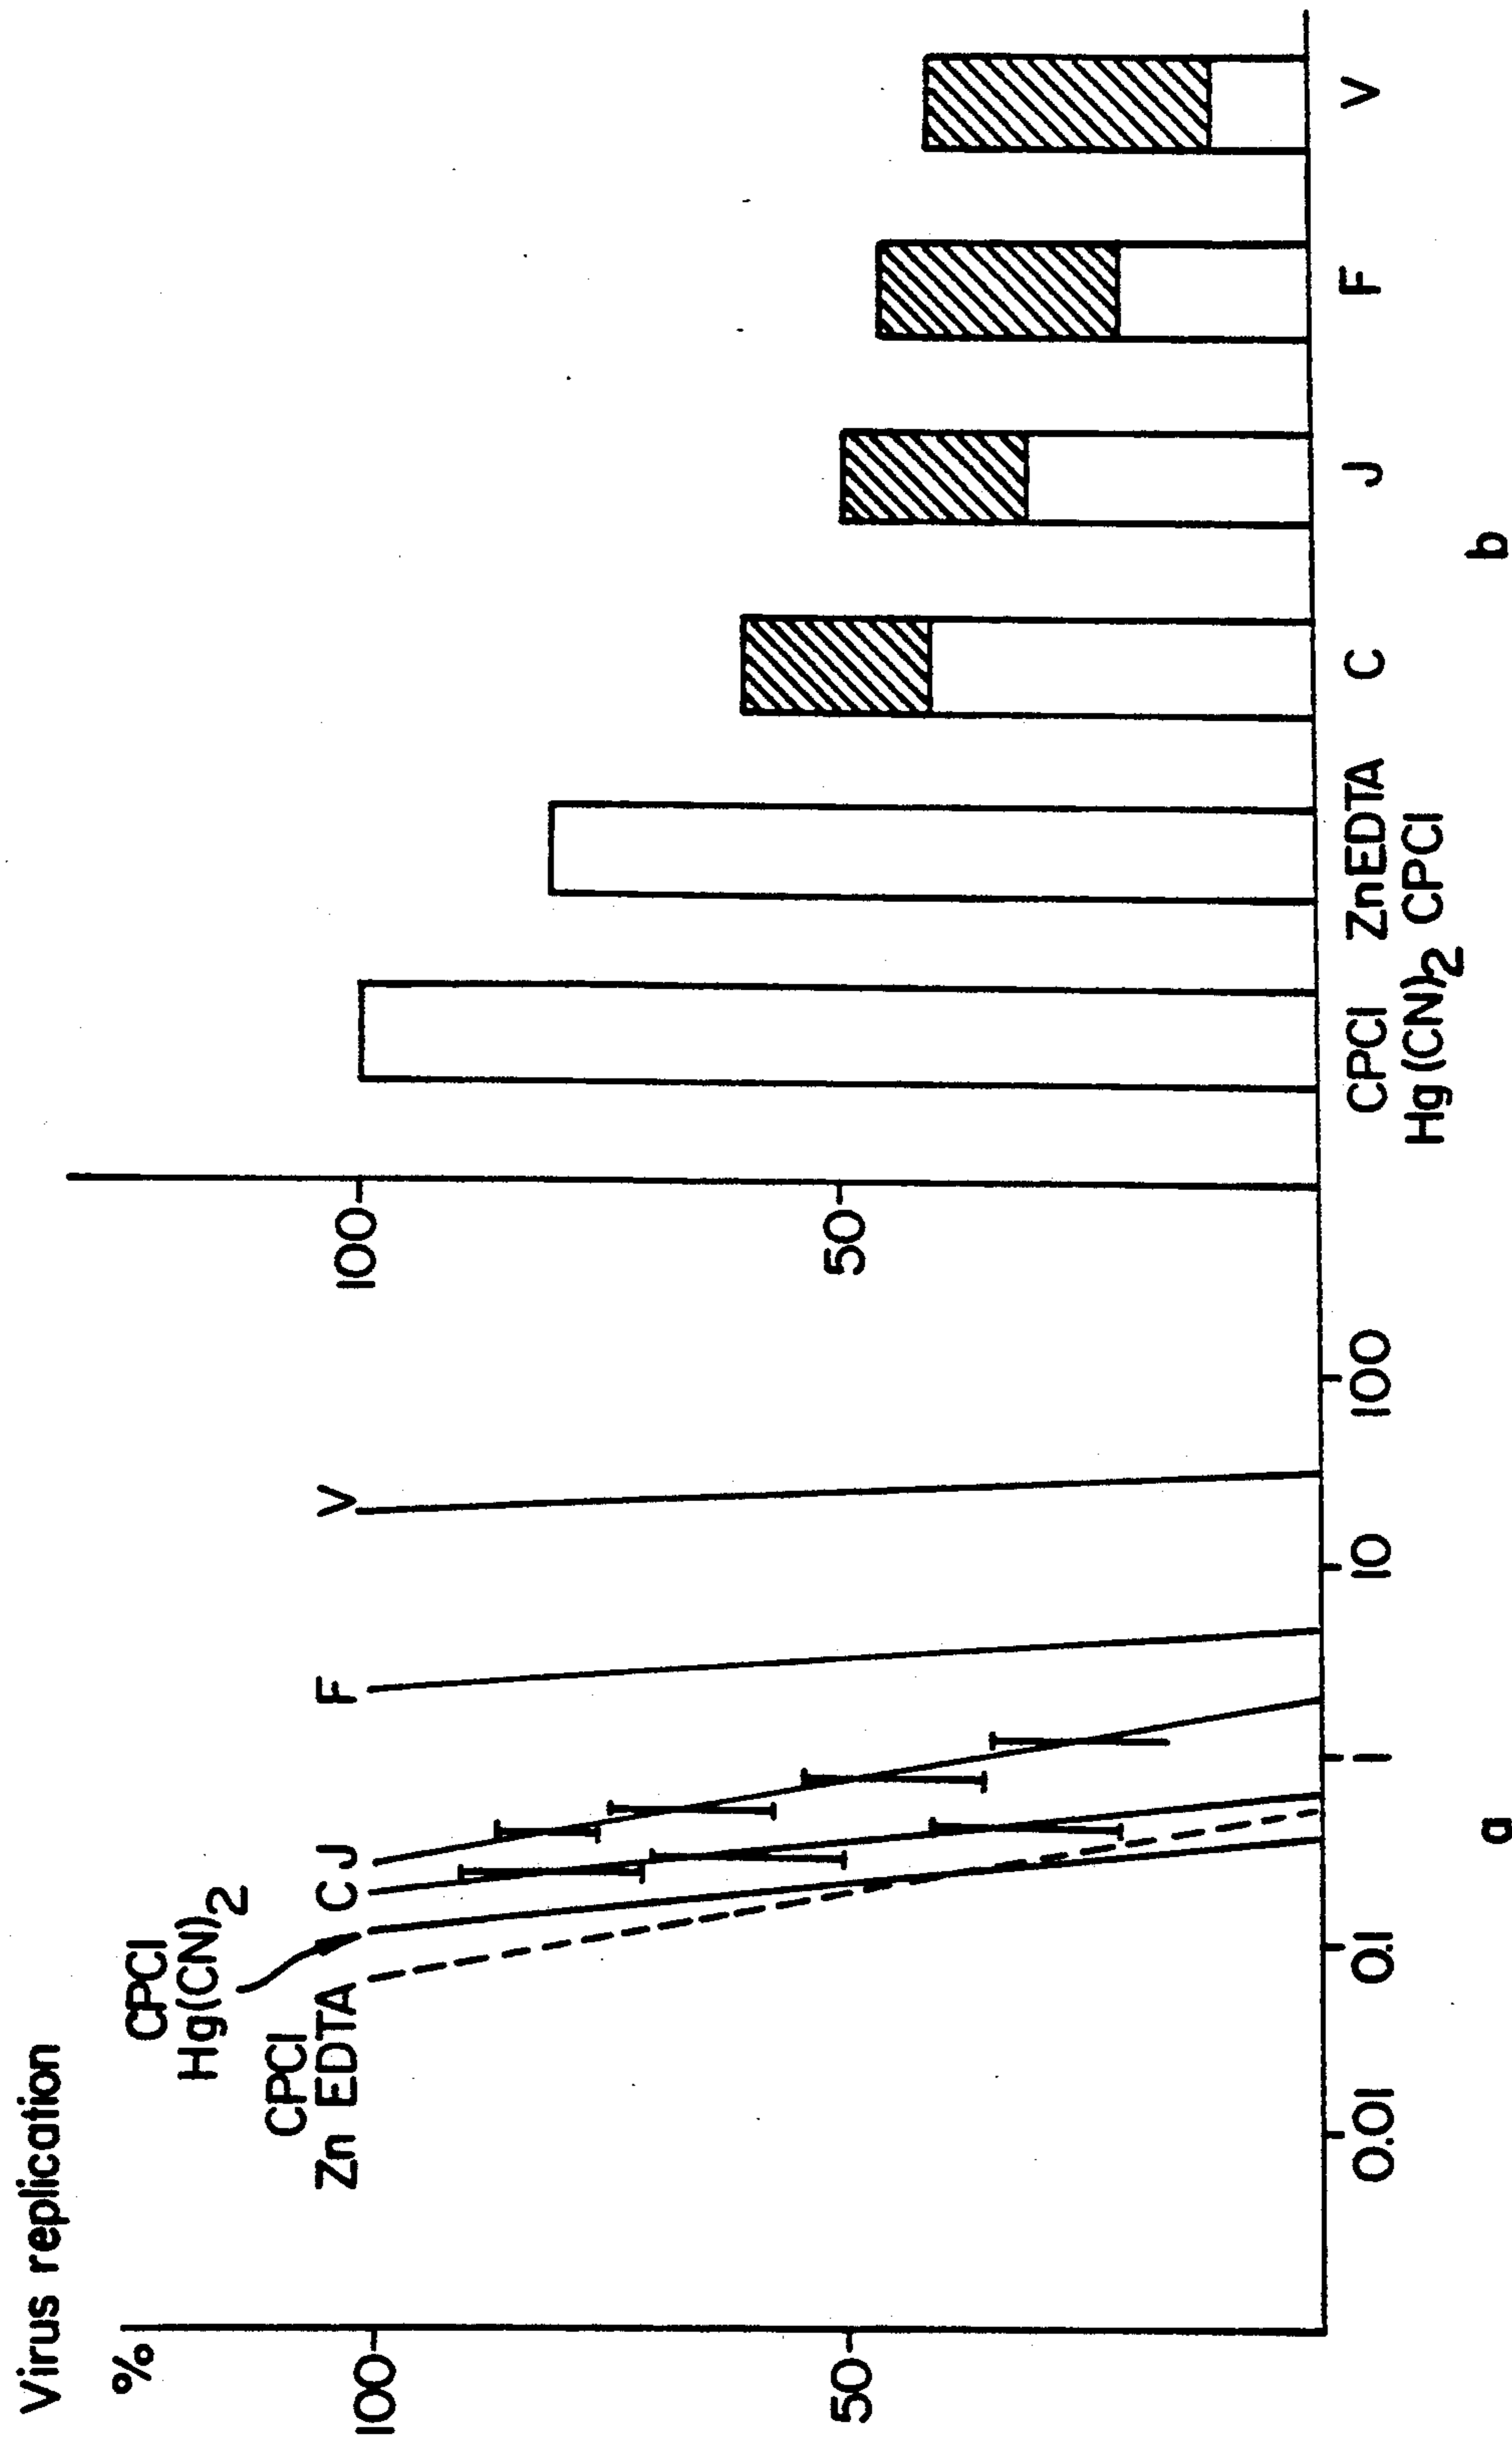 Virus replication
%
100
50
CPCl
Hg(CN)2
CPCl
Zn EDTA
C J
F
V
0.01
0.1
1
10
100
a
100
50
CPCl ZnEDTA C J F V
Hg(CN)2 CPCl
b